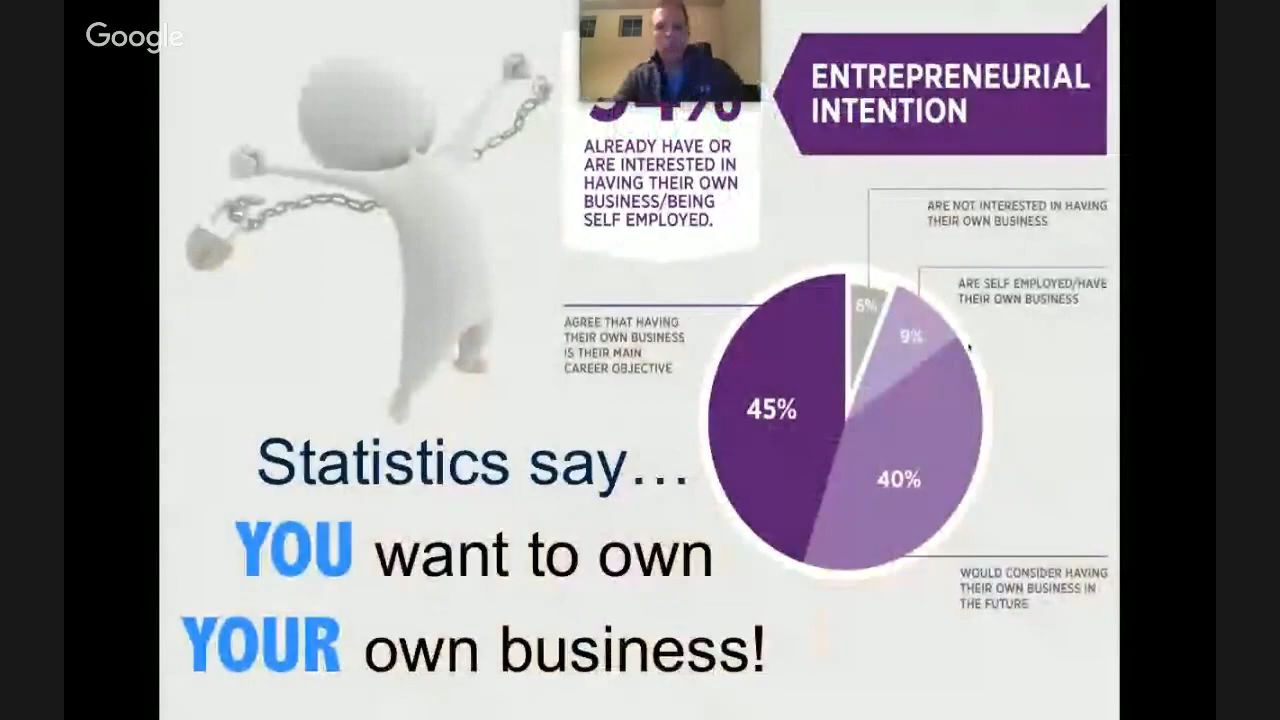 Google
ENTREPRENEURIAL
INTENTION
ALREADY HAVE OR
ARE INTERESTED IN
HAVING THEIR OWN
BUSINESS/BEING
SELF EMPLOYED.
ARE NOT INTERESTED IN HAVING
THEIR OWN BUSINESS
ARE SELF EMPLOYED/HAVE
THEIR OWN BUSINESS
AGREE THAT HAVING
THEIR OWN BUSINESS
IS THEIR MAIN
CAREER OBJECTIVE
6%
9%
45%
40%
WOULD CONSIDER HAVING
THEIR OWN BUSINESS IN
THE FUTURE
Statistics say…
YOU want to own
YOUR own business!